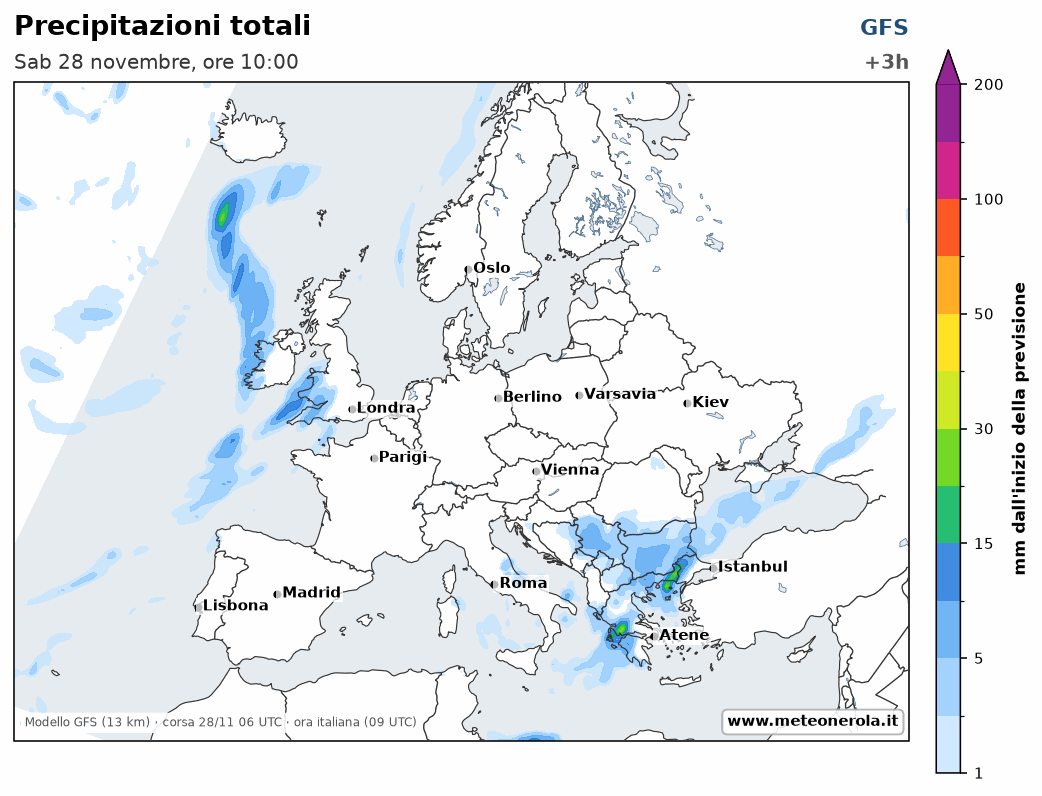 Precipitazioni totali
GFS
Sab 28 novembre, ore 10:00
+3h
200
100
50
30
15
5
1
mm dall'inizio della previsione
Oslo
Berlino
Varsavia
Kiev
Londra
Parigi
Vienna
Istanbul
Roma
Madrid
Lisbona
Atene
Modello GFS (13 km) · corsa 28/11 06 UTC · ora italiana (09 UTC)
www.meteonerola.it